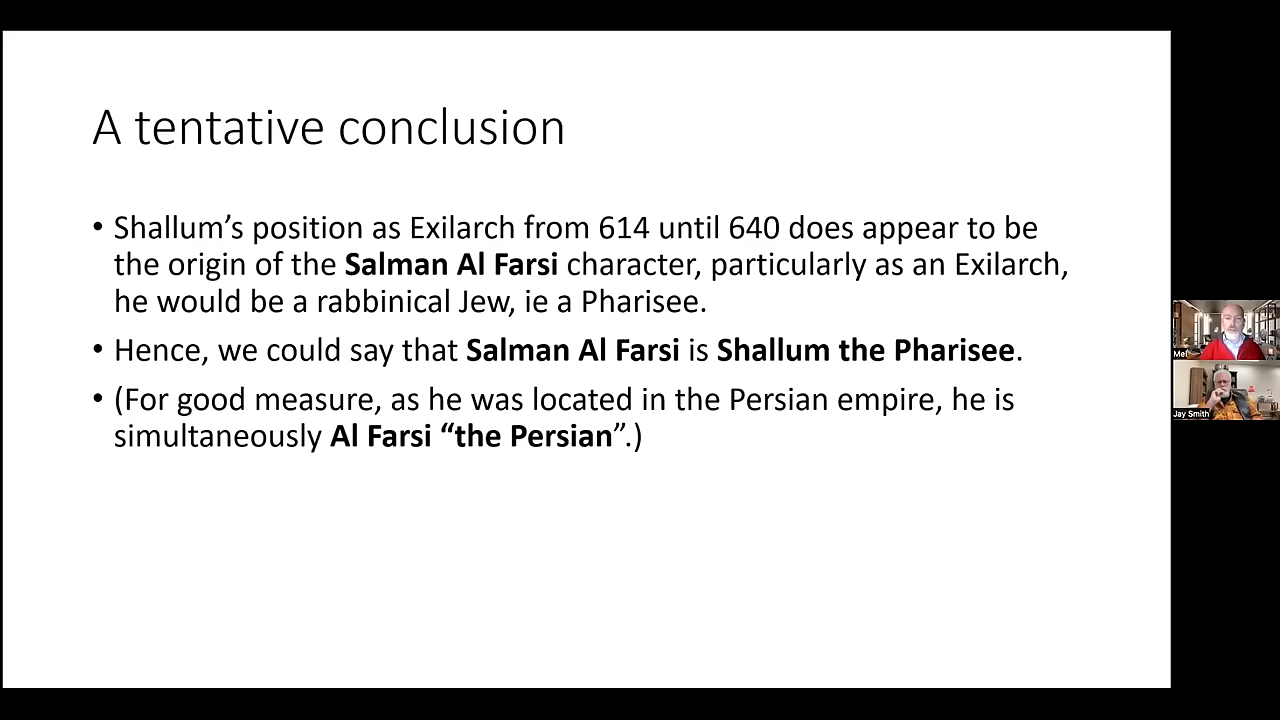 A tentative conclusion
• Shallum’s position as Exilarch from 614 until 640 does appear to be
the origin of the Salman Al Farsi character, particularly as an Exilarch,
he would be a rabbinical Jew, ie a Pharisee.
• Hence, we could say that Salman Al Farsi is Shallum the Pharisee.
• (For good measure, as he was located in the Persian empire, he is
simultaneously Al Farsi “the Persian”.)
Mel
Jay Smith